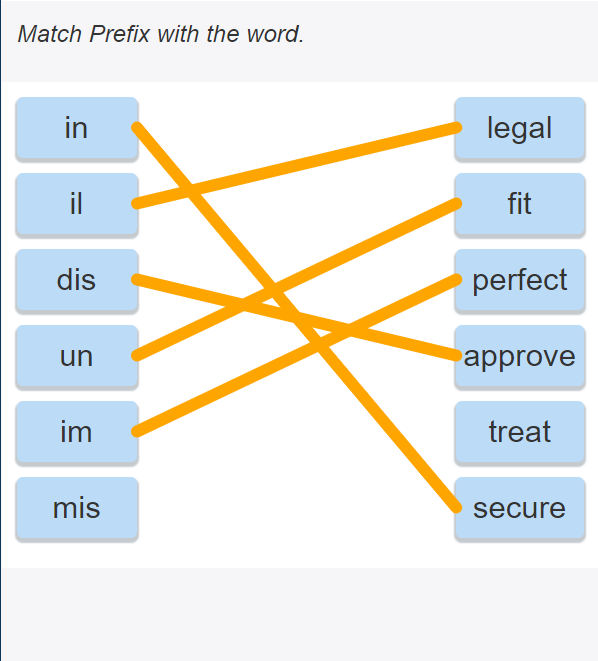 Match Prefix with the word.
in legal
il fit
dis perfect
un approve
im treat
mis secure